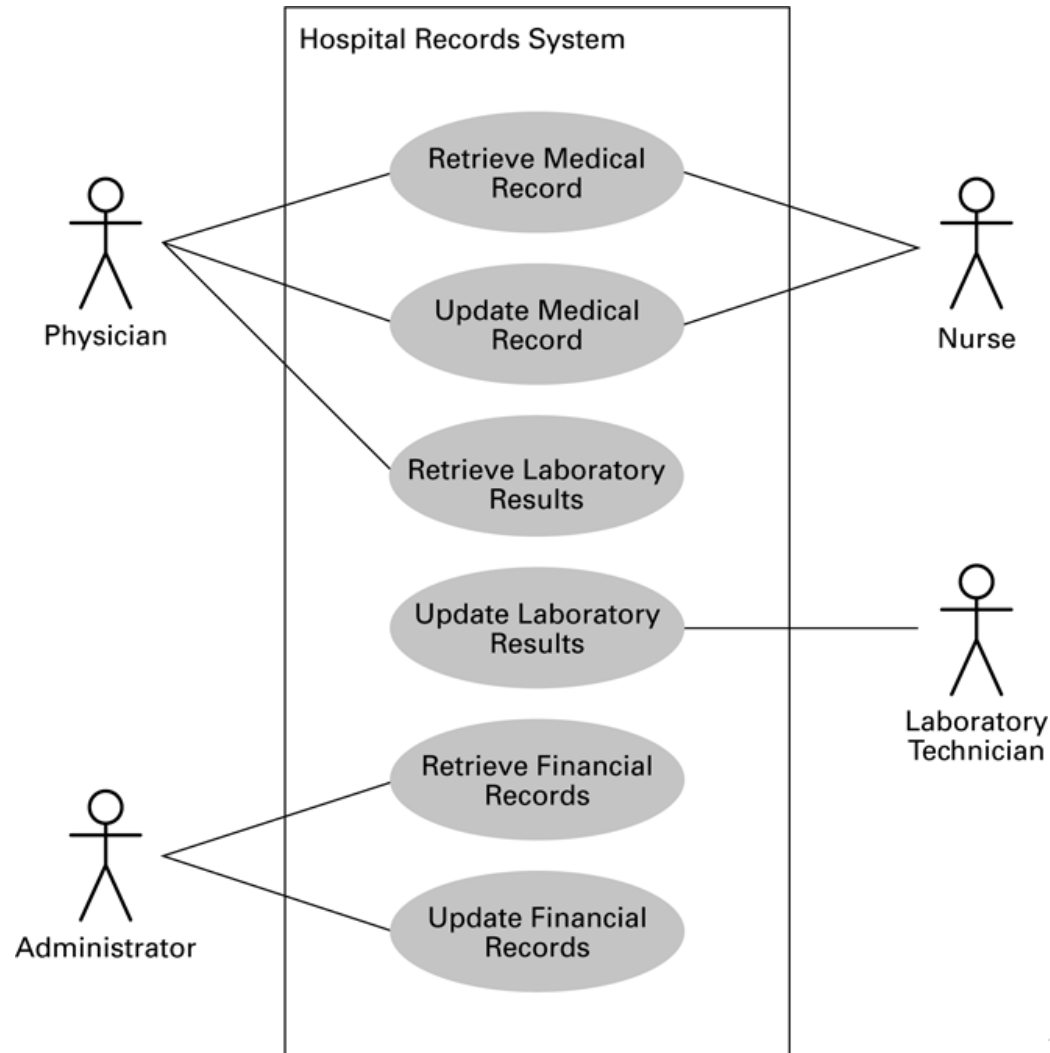 Hospital Records System
Retrieve Medical
Record
Physician
Nurse
Update Medical
Record
Retrieve Laboratory
Results
Update Laboratory
Results
Laboratory
Technician
Retrieve Financial
Records
Administrator
Update Financial
Records